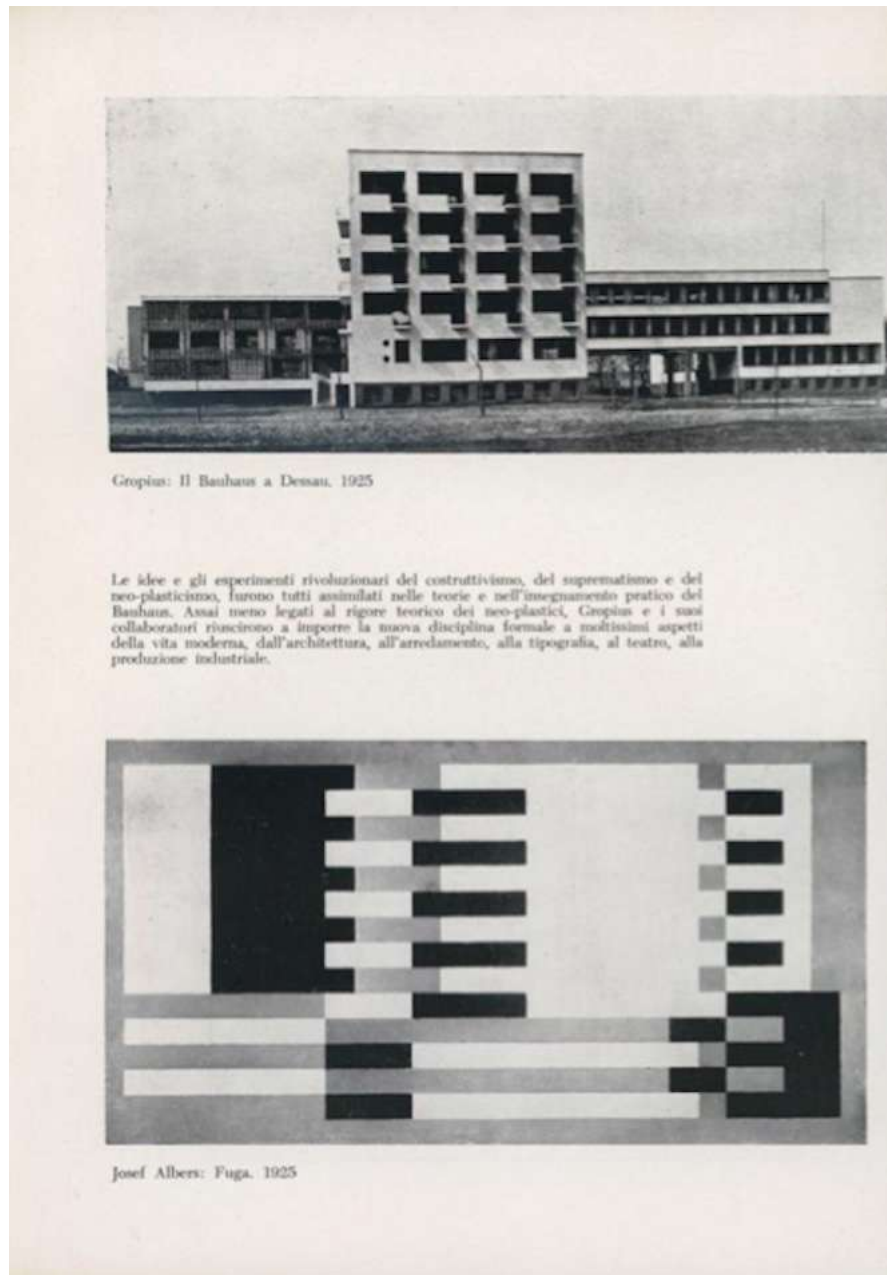 Gropius: Il Bauhaus a Dessau. 1925
Le idee e gli esperimenti rivoluzionari del costruttivismo, del suprematismo e del
neo-plasticismo, furono tutti assimilati nelle teorie e nell'insegnamento pratico del
Bauhaus. Assai meno legati al rigore teorico dei neo-plastici, Gropius e i suoi
collaboratori riuscirono a imporre la nuova disciplina formale a moltissimi aspetti
della vita moderna, dall'architettura, all'arredamento, alla tipografia, al teatro, alla
produzione industriale.
Josef Albers: Fuga. 1925